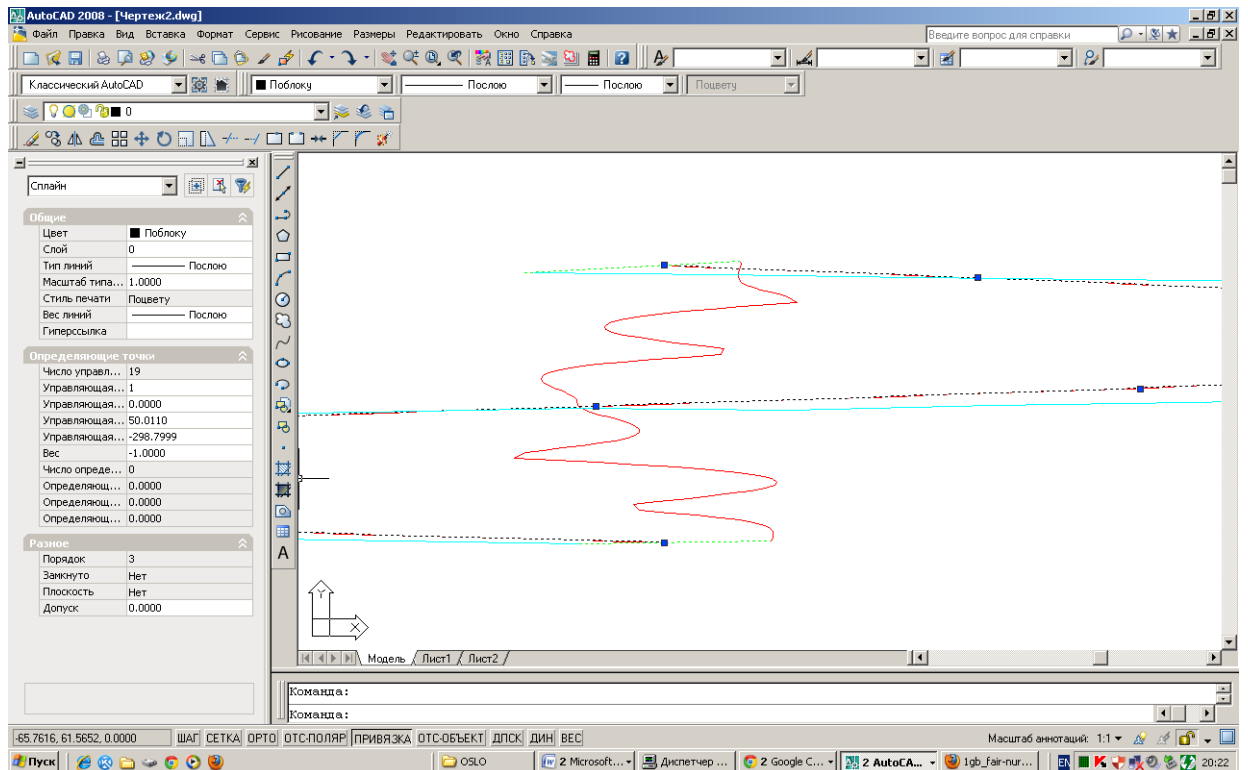 AutoCAD 2008 - [Чертеж2.dwg]
Файл Правка Вид Вставка Формат Сервис Рисование Размеры Редактировать Окно Справка
Введите вопрос для справки
Классический AutoCAD
Поблоку
Послою
Послою
Поцвету
0
Сплайн
Общие
Цвет Поблоку
Слой 0
Тип линий Послою
Масштаб типа... 1.0000
Стиль печати Поцвету
Вес линий Послою
Гиперссылка
Определяющие точки
Число управл... 19
Управляющая... 1
Управляющая... 0.0000
Управляющая... 50.0110
Управляющая... -298.7999
Вес -1.0000
Число опреде... 0
Определяющ... 0.0000
Определяющ... 0.0000
Определяющ... 0.0000
Разное
Порядок 3
Замкнуто Нет
Плоскость Нет
Допуск 0.0000
A
Y
X
Модель Лист1 Лист2
Команда:
Команда:
-65.7616, 61.5652, 0.0000 ШАГ СЕТКА ОРТО ОТС-ПОЛЯР ПРИВЯЗКА ОТС-ОБЪЕКТ ДПСК ДИН ВЕС Масштаб аннотаций: 1:1
Пуск OSLO 2 Microsoft... Диспетчер ... 2 Google C... 2 AutoCA... 1gb_fair-nur... EN 20:22